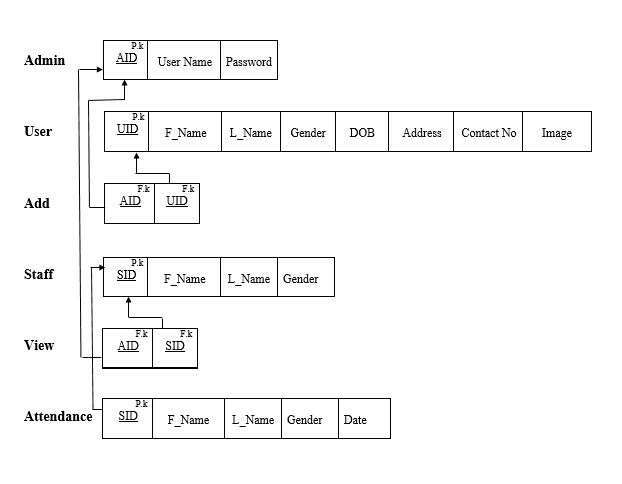 Admin P.k AID User Name Password
User P.k UID F_Name L_Name Gender DOB Address Contact No Image
Add F.k AID F.k UID
Staff P.k SID F_Name L_Name Gender
View F.k AID F.k SID
Attendance P.k SID F_Name L_Name Gender Date